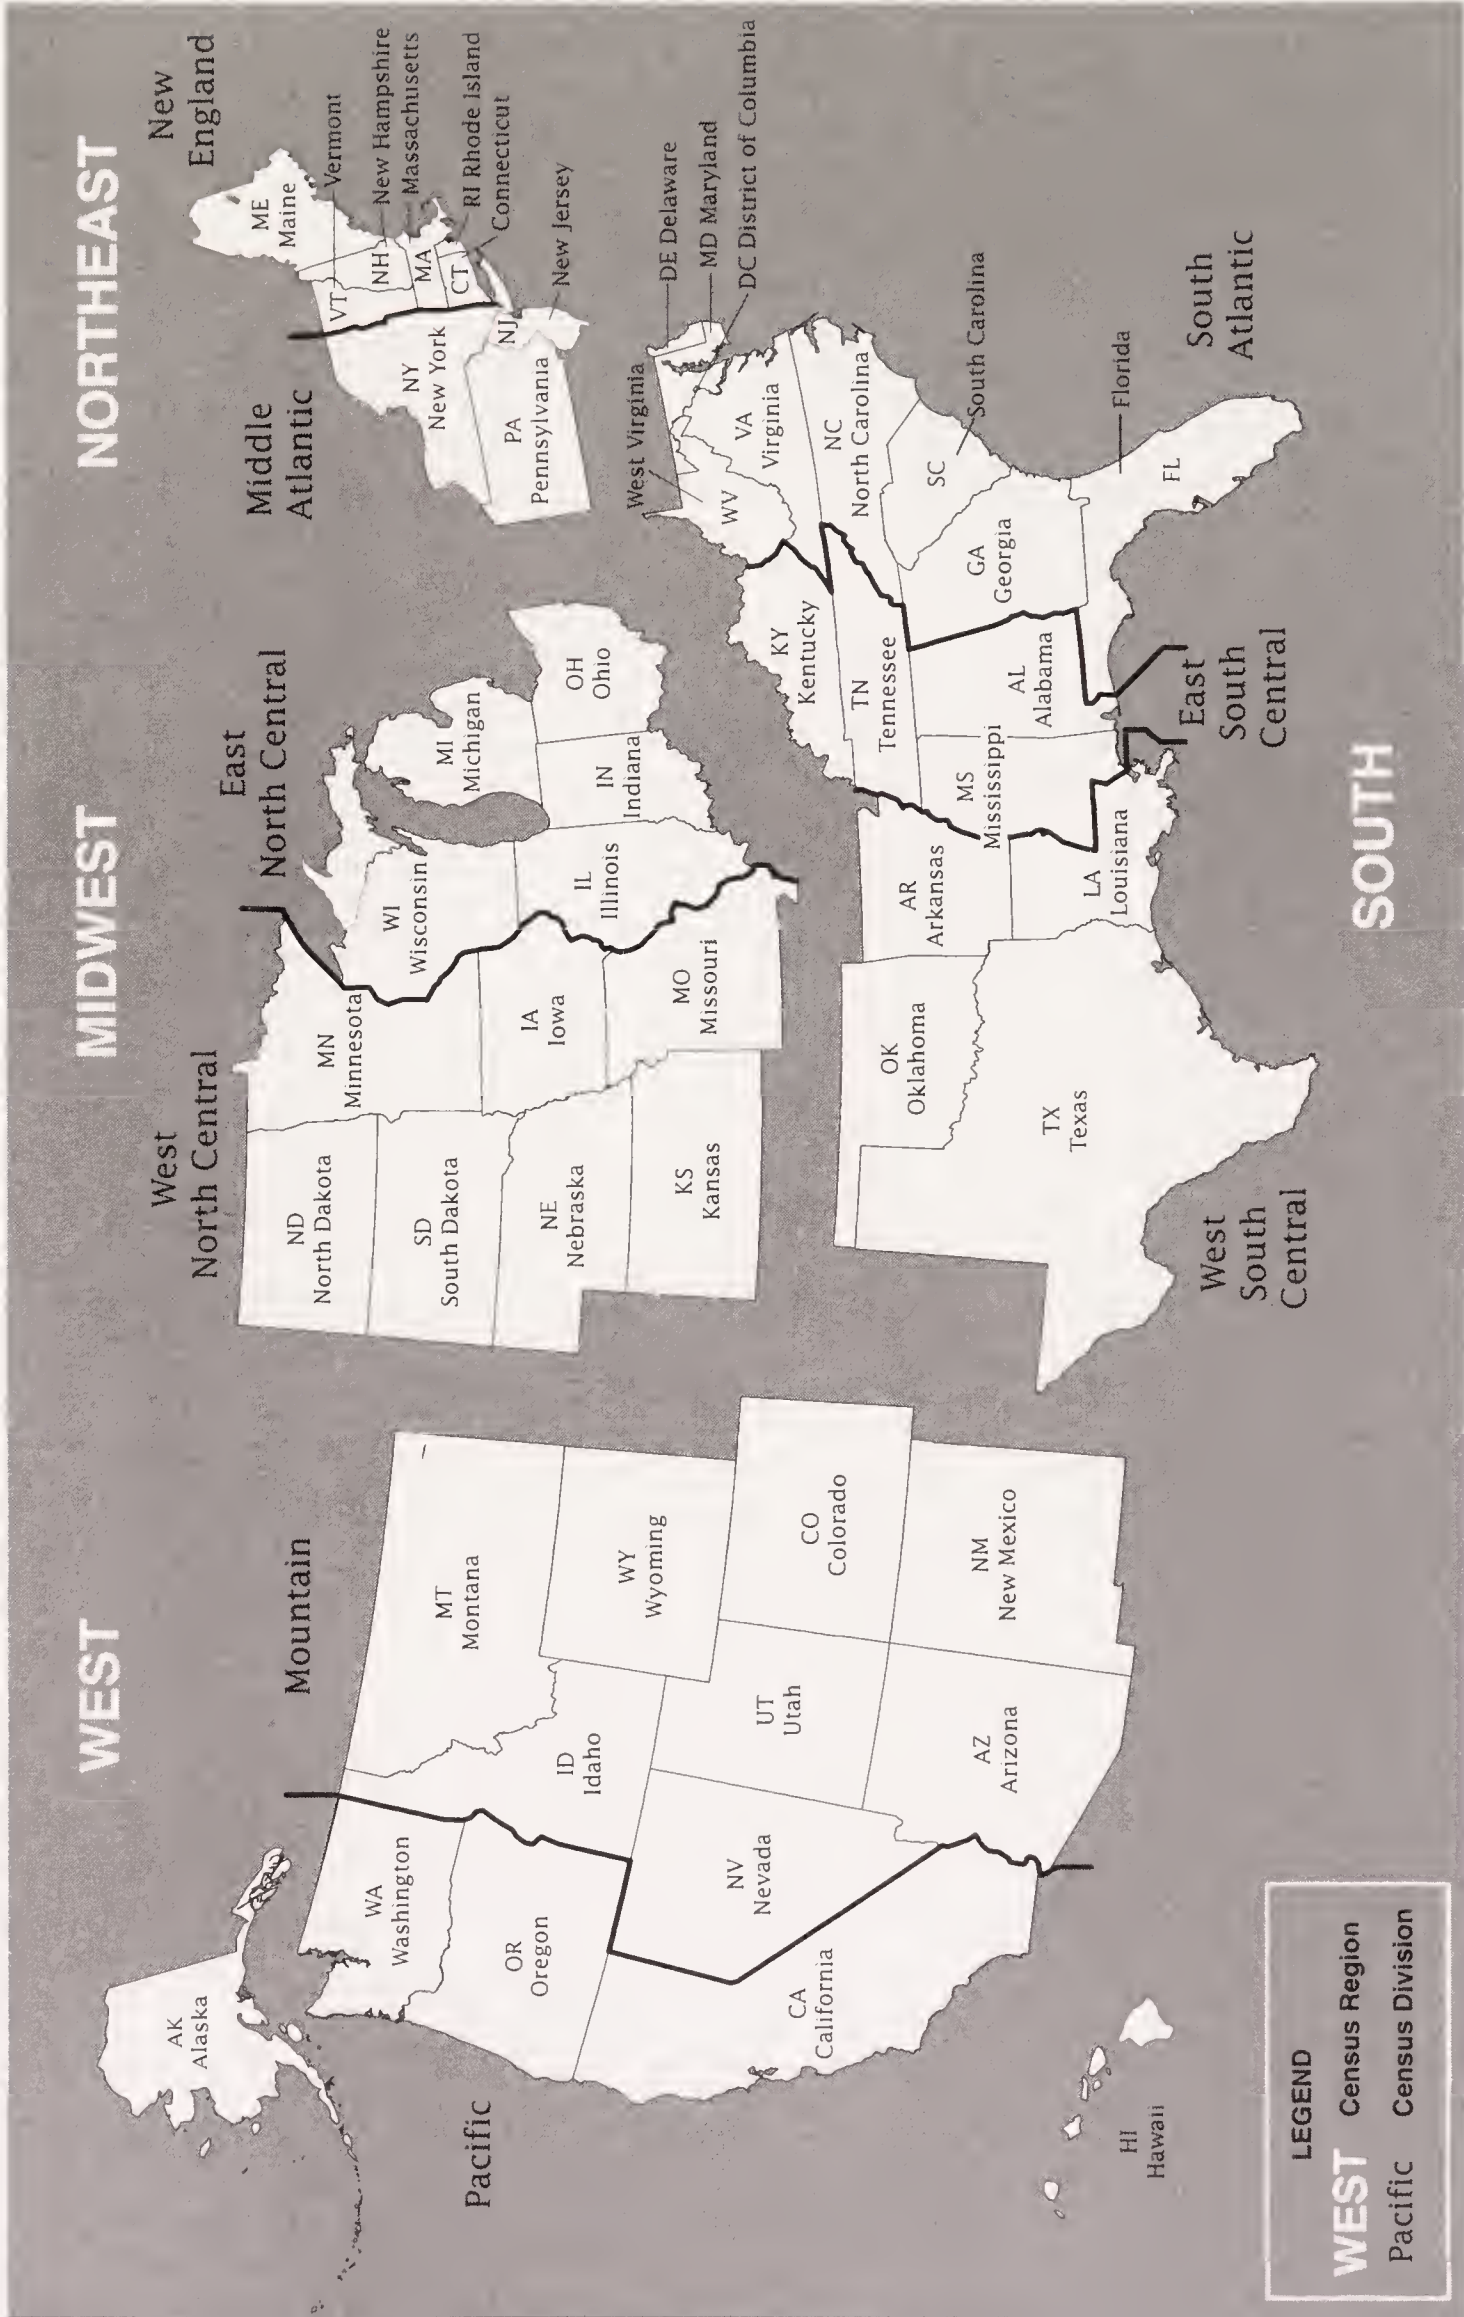 WEST
MIDWEST
NORTHEAST
Pacific
Mountain
AK
Alaska
WA
Washington
OR
Oregon
CA
California
HI
Hawaii
MT
Montana
ID
Idaho
WY
Wyoming
NV
Nevada
UT
Utah
CO
Colorado
AZ
Arizona
NM
New Mexico
West
North Central
East
North Central
ND
North Dakota
MN
Minnesota
SD
South Dakota
NE
Nebraska
IA
Iowa
KS
Kansas
MO
Missouri
WI
Wisconsin
MI
Michigan
IL
Illinois
IN
Indiana
OH
Ohio
Middle
Atlantic
New
England
ME
Maine
Vermont
VT
New Hampshire
NH
Massachusetts
MA
RI Rhode Island
Connecticut
CT
NY
New York
New Jersey
NJ
PA
Pennsylvania
DE Delaware
MD Maryland
DC District of Columbia
West Virginia
WV
VA
Virginia
NC
North Carolina
South Carolina
SC
GA
Georgia
Florida
FL
South
Atlantic
KY
Kentucky
TN
Tennessee
AL
Alabama
MS
Mississippi
East
South
Central
AR
Arkansas
LA
Louisiana
OK
Oklahoma
TX
Texas
West
South
Central
SOUTH
LEGEND
WEST Census Region
Pacific Census Division